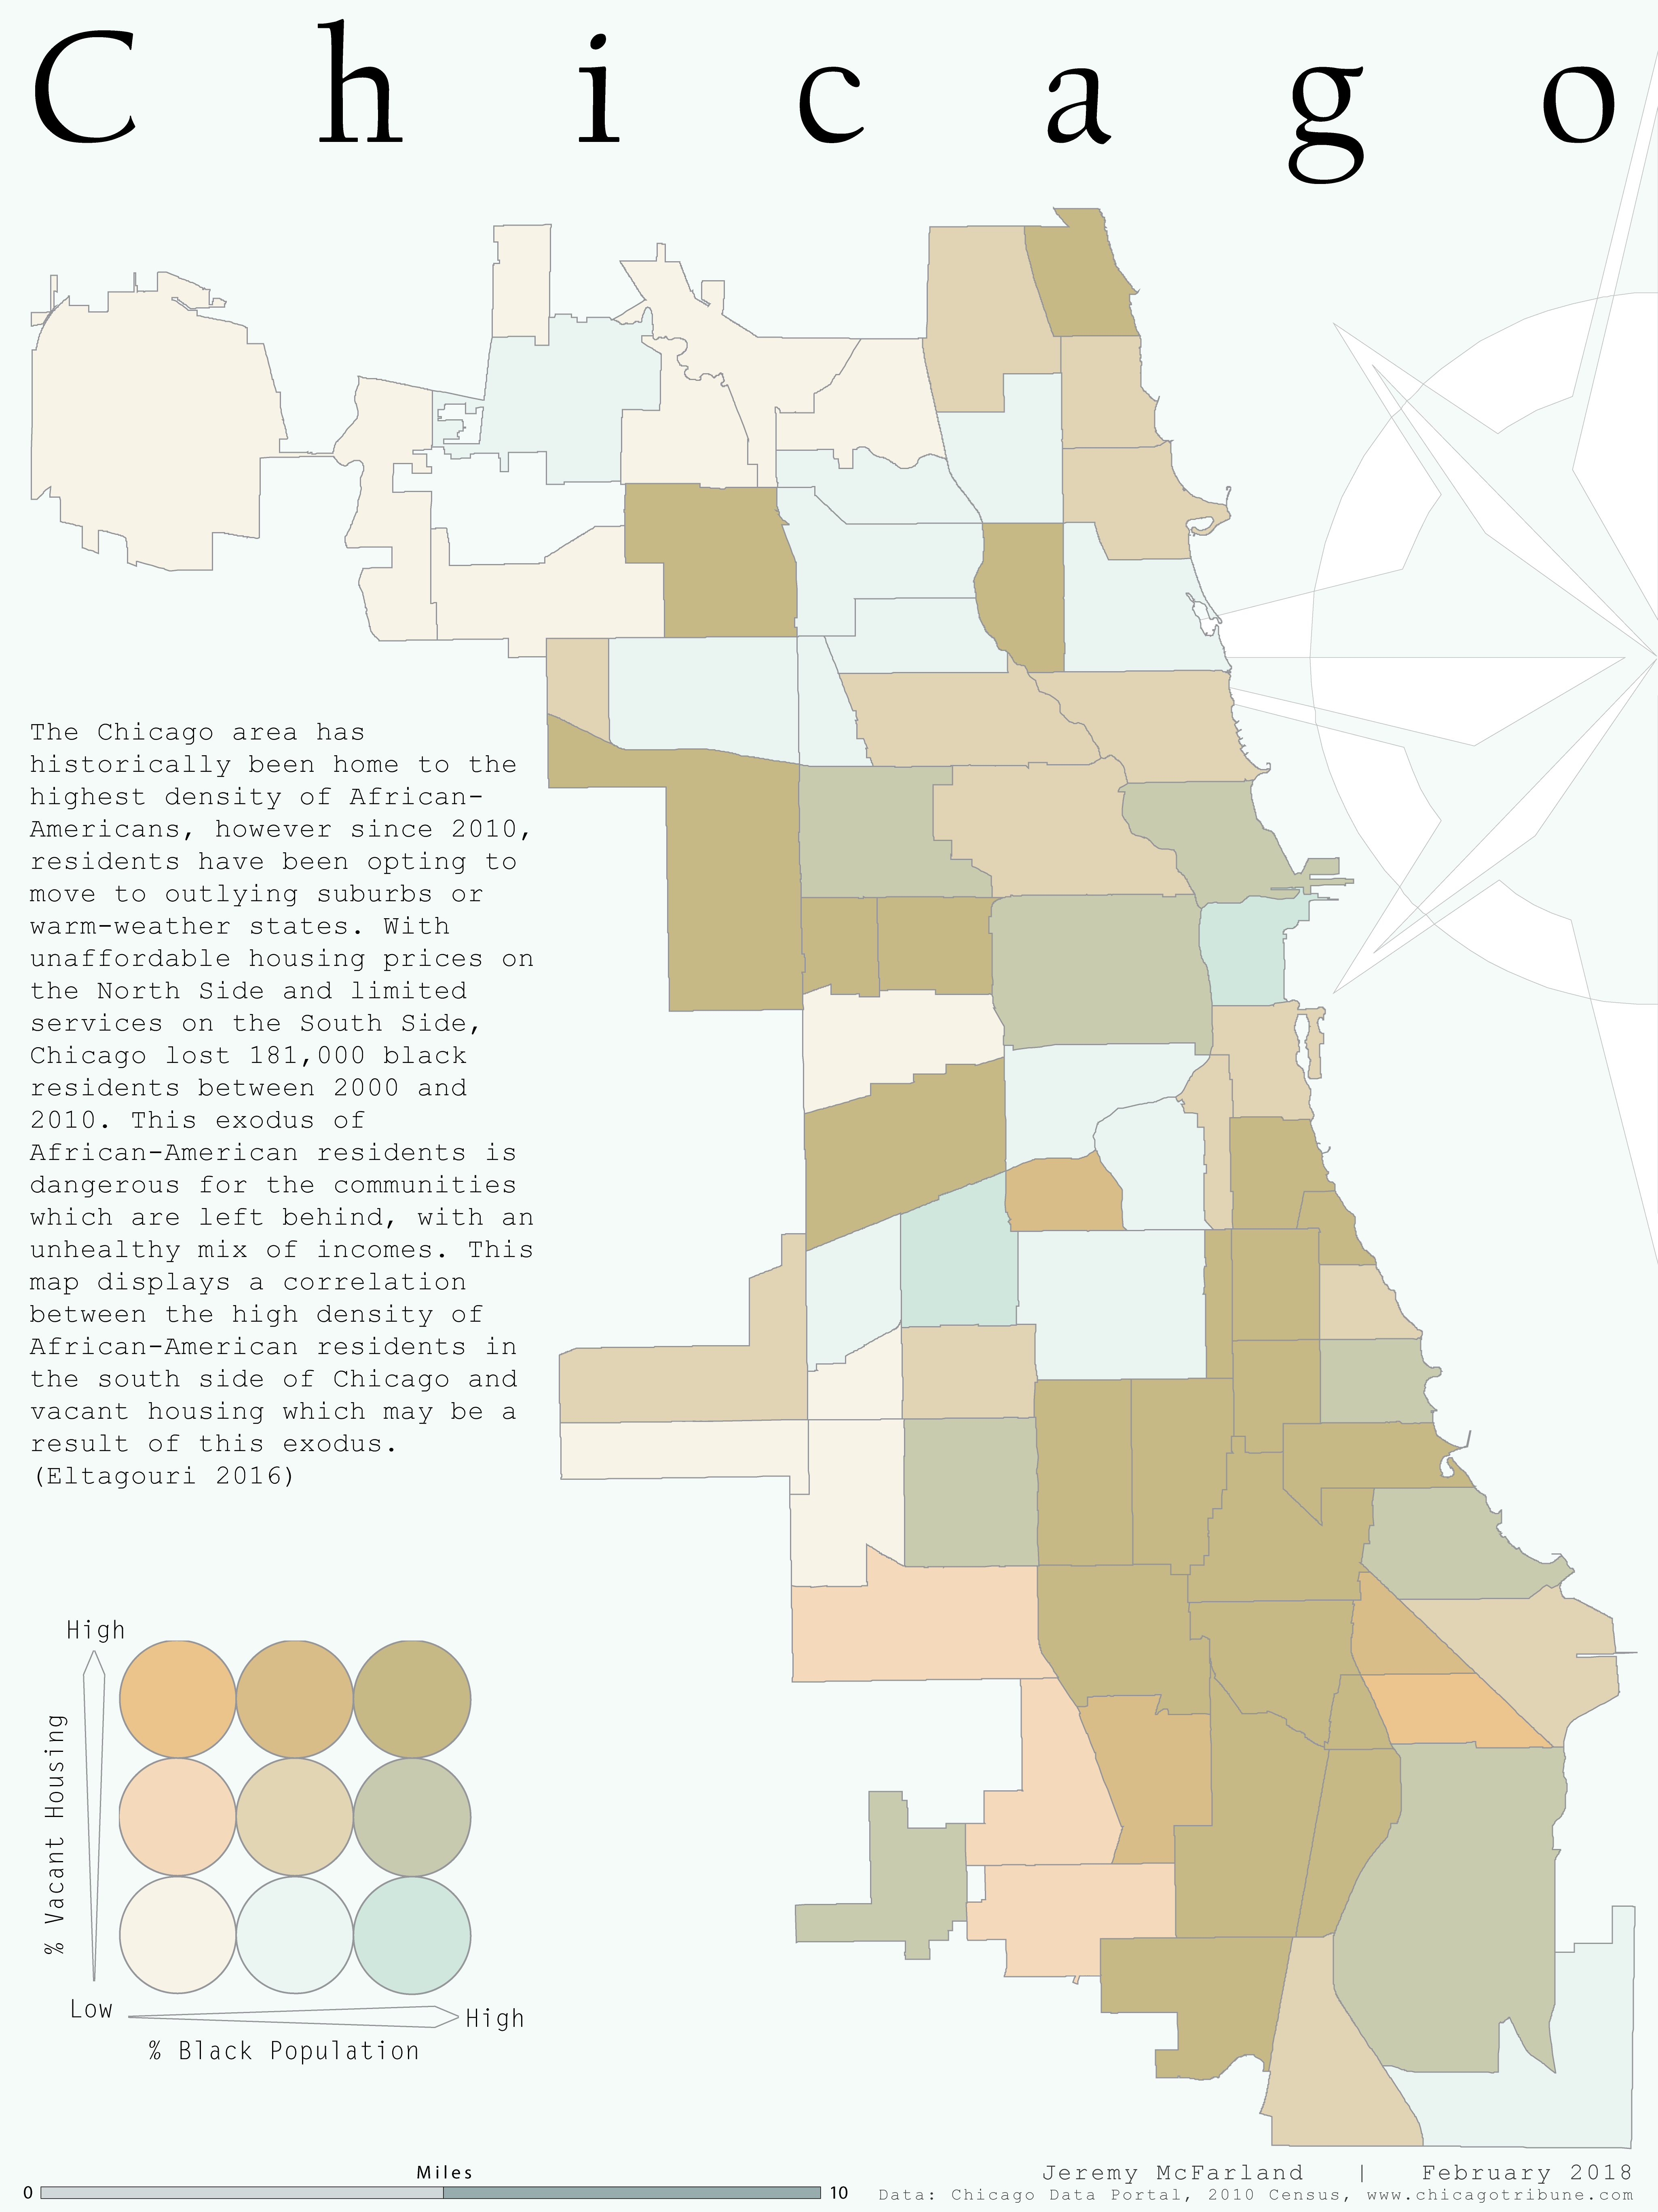 Chicago
The Chicago area has
historically been home to the
highest density of African-
Americans, however since 2010,
residents have been opting to
move to outlying suburbs or
warm-weather states. With
unaffordable housing prices on
the North Side and limited
services on the South Side,
Chicago lost 181,000 black
residents between 2000 and
2010. This exodus of
African-American residents is
dangerous for the communities
which are left behind, with an
unhealthy mix of incomes. This
map displays a correlation
between the high density of
African-American residents in
the south side of Chicago and
vacant housing which may be a
result of this exodus.
(Eltagouri 2016)
High
% Vacant Housing
Low
High
% Black Population
Miles
0
10
Jeremy McFarland | February 2018
Data: Chicago Data Portal, 2010 Census, www.chicagotribune.com